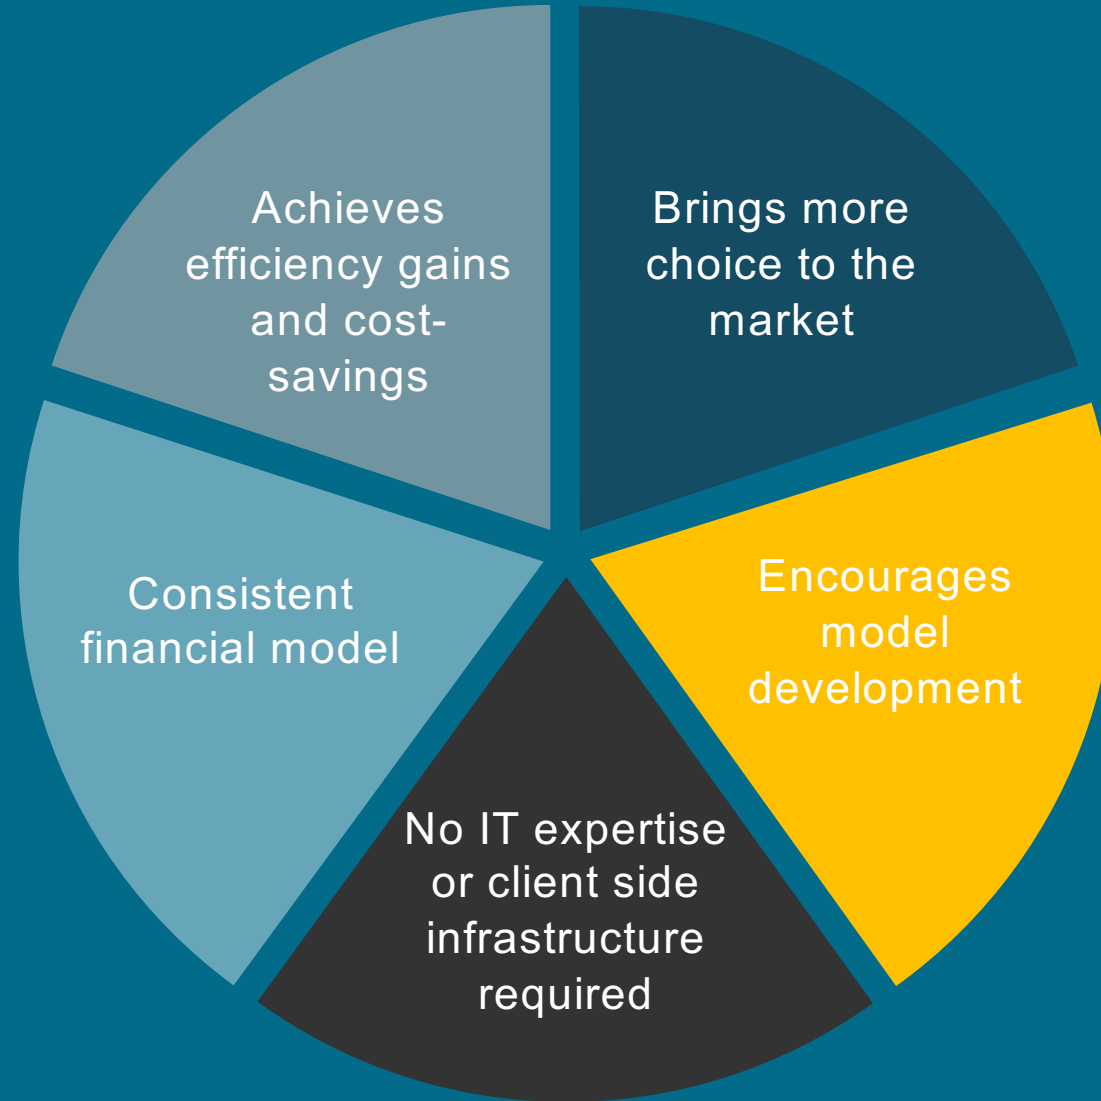 Achieves
efficiency gains
and cost-
savings
Brings more
choice to the
market
Encourages
model
development
No IT expertise
or client side
infrastructure
required
Consistent
financial model